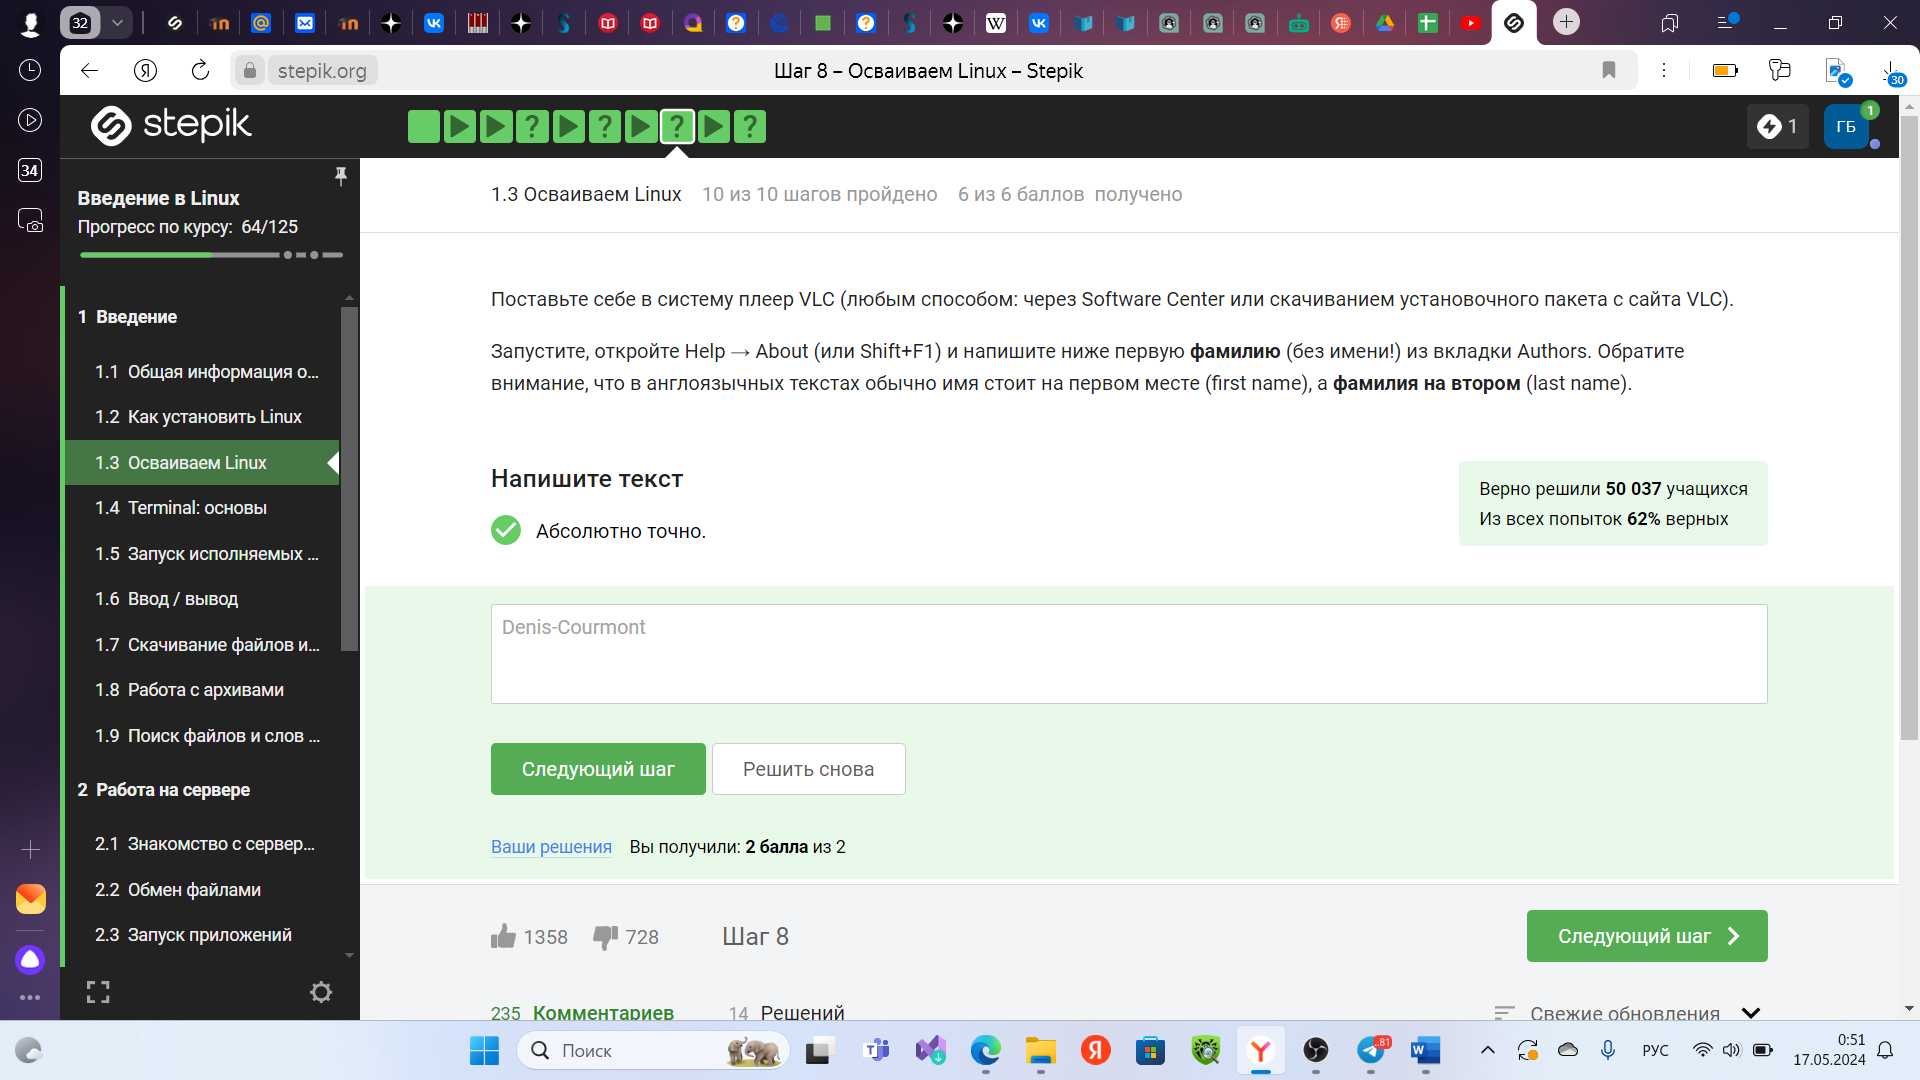 32
stepik.org
Шаг 8 – Осваиваем Linux – Stepik
30
34
stepik
1
ГБ
1
Введение в Linux
Прогресс по курсу: 64/125
1.3 Осваиваем Linux 10 из 10 шагов пройдено 6 из 6 баллов получено
1 Введение
1.1 Общая информация о...
1.2 Как установить Linux
1.3 Осваиваем Linux
1.4 Terminal: основы
1.5 Запуск исполняемых ...
1.6 Ввод / вывод
1.7 Скачивание файлов и...
1.8 Работа с архивами
1.9 Поиск файлов и слов ...
2 Работа на сервере
2.1 Знакомство с сервер...
2.2 Обмен файлами
2.3 Запуск приложений
Поставьте себе в систему плеер VLC (любым способом: через Software Center или скачиванием установочного пакета с сайта VLC).
Запустите, откройте Help → About (или Shift+F1) и напишите ниже первую фамилию (без имени!) из вкладки Authors. Обратите
внимание, что в англоязычных текстах обычно имя стоит на первом месте (first name), а фамилия на втором (last name).
Напишите текст
Абсолютно точно.
Верно решили 50 037 учащихся
Из всех попыток 62% верных
Denis-Courmont
Следующий шаг
Решить снова
Ваши решения Вы получили: 2 балла из 2
1358 728 Шаг 8
Следующий шаг
235 Комментариев 14 Решений
Свежие обновления
Поиск
81
РУС
0:51
17.05.2024